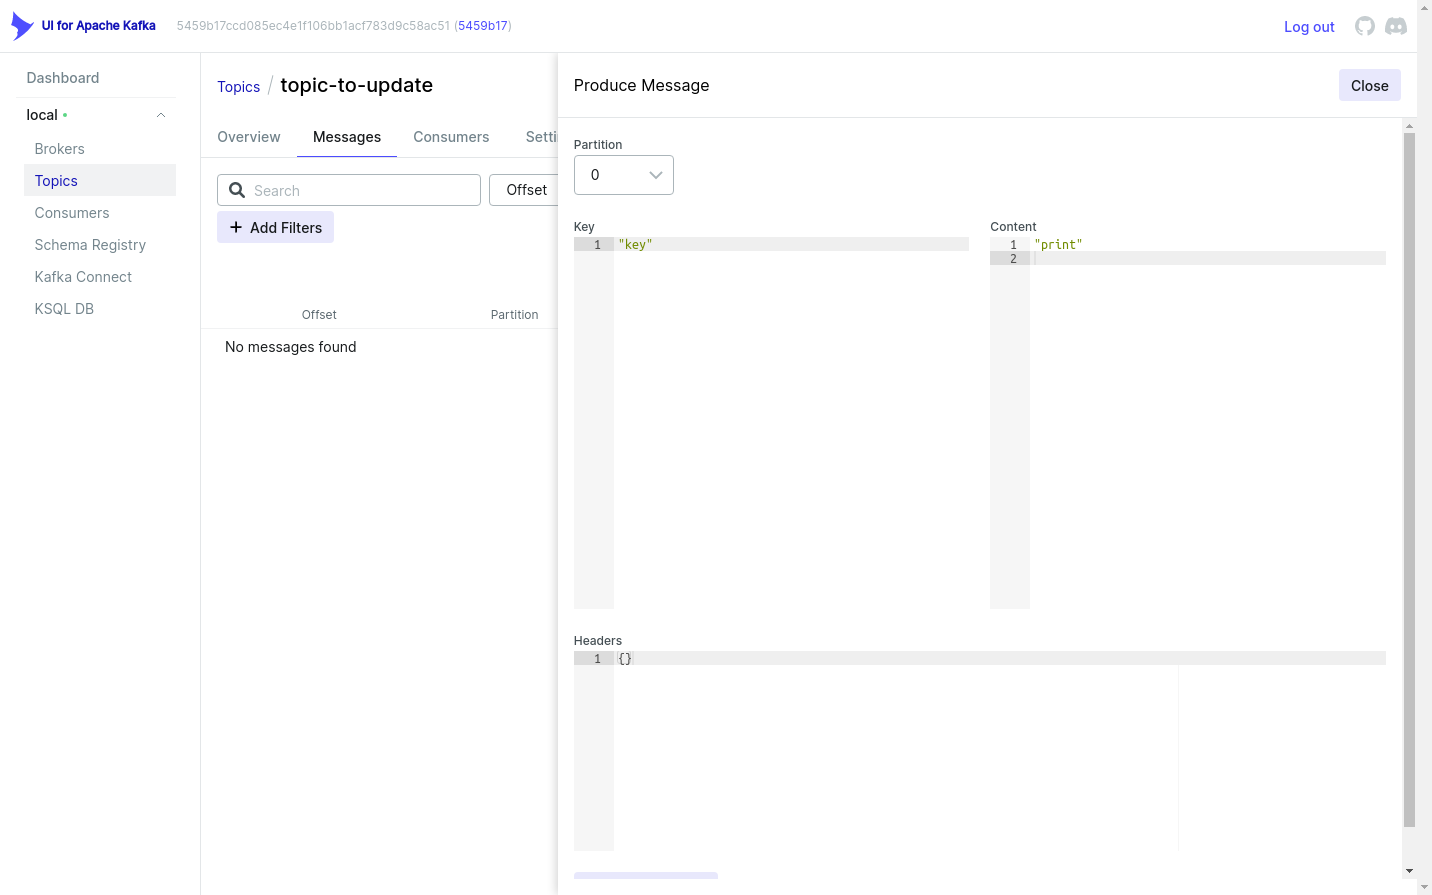 UI for Apache Kafka
5459b17ccd085ec4e1f106bb1acf783d9c58ac51 (5459b17)
Log out
Dashboard
local
Brokers
Topics
Consumers
Schema Registry
Kafka Connect
KSQL DB
Topics / topic-to-update
Overview
Messages
Consumers
Setti
Search
Offset
Add Filters
Offset
Partition
No messages found
Produce Message
Close
Partition
0
Key
1 "key"
Content
1 "print"
2
Headers
1 {}